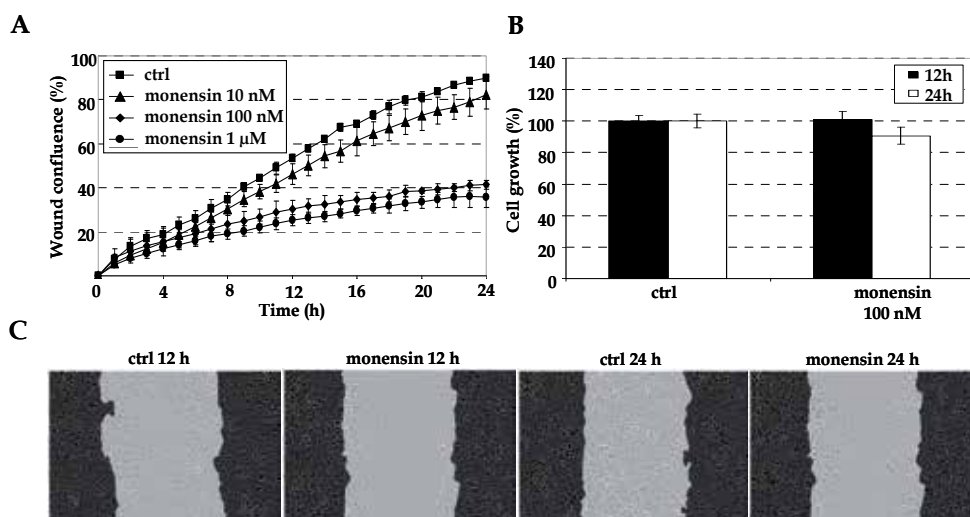 A
Wound confluence (%)
100
80
60
40
20
0
ctrl
monensin 10 nM
monensin 100 nM
monensin 1 µM
0 4 8 12 16 20 24
Time (h)
B
Cell growth (%)
140
120
100
80
60
40
20
0
12h
24h
ctrl
monensin
100 nM
C
ctrl 12 h
monensin 12 h
ctrl 24 h
monensin 24 h